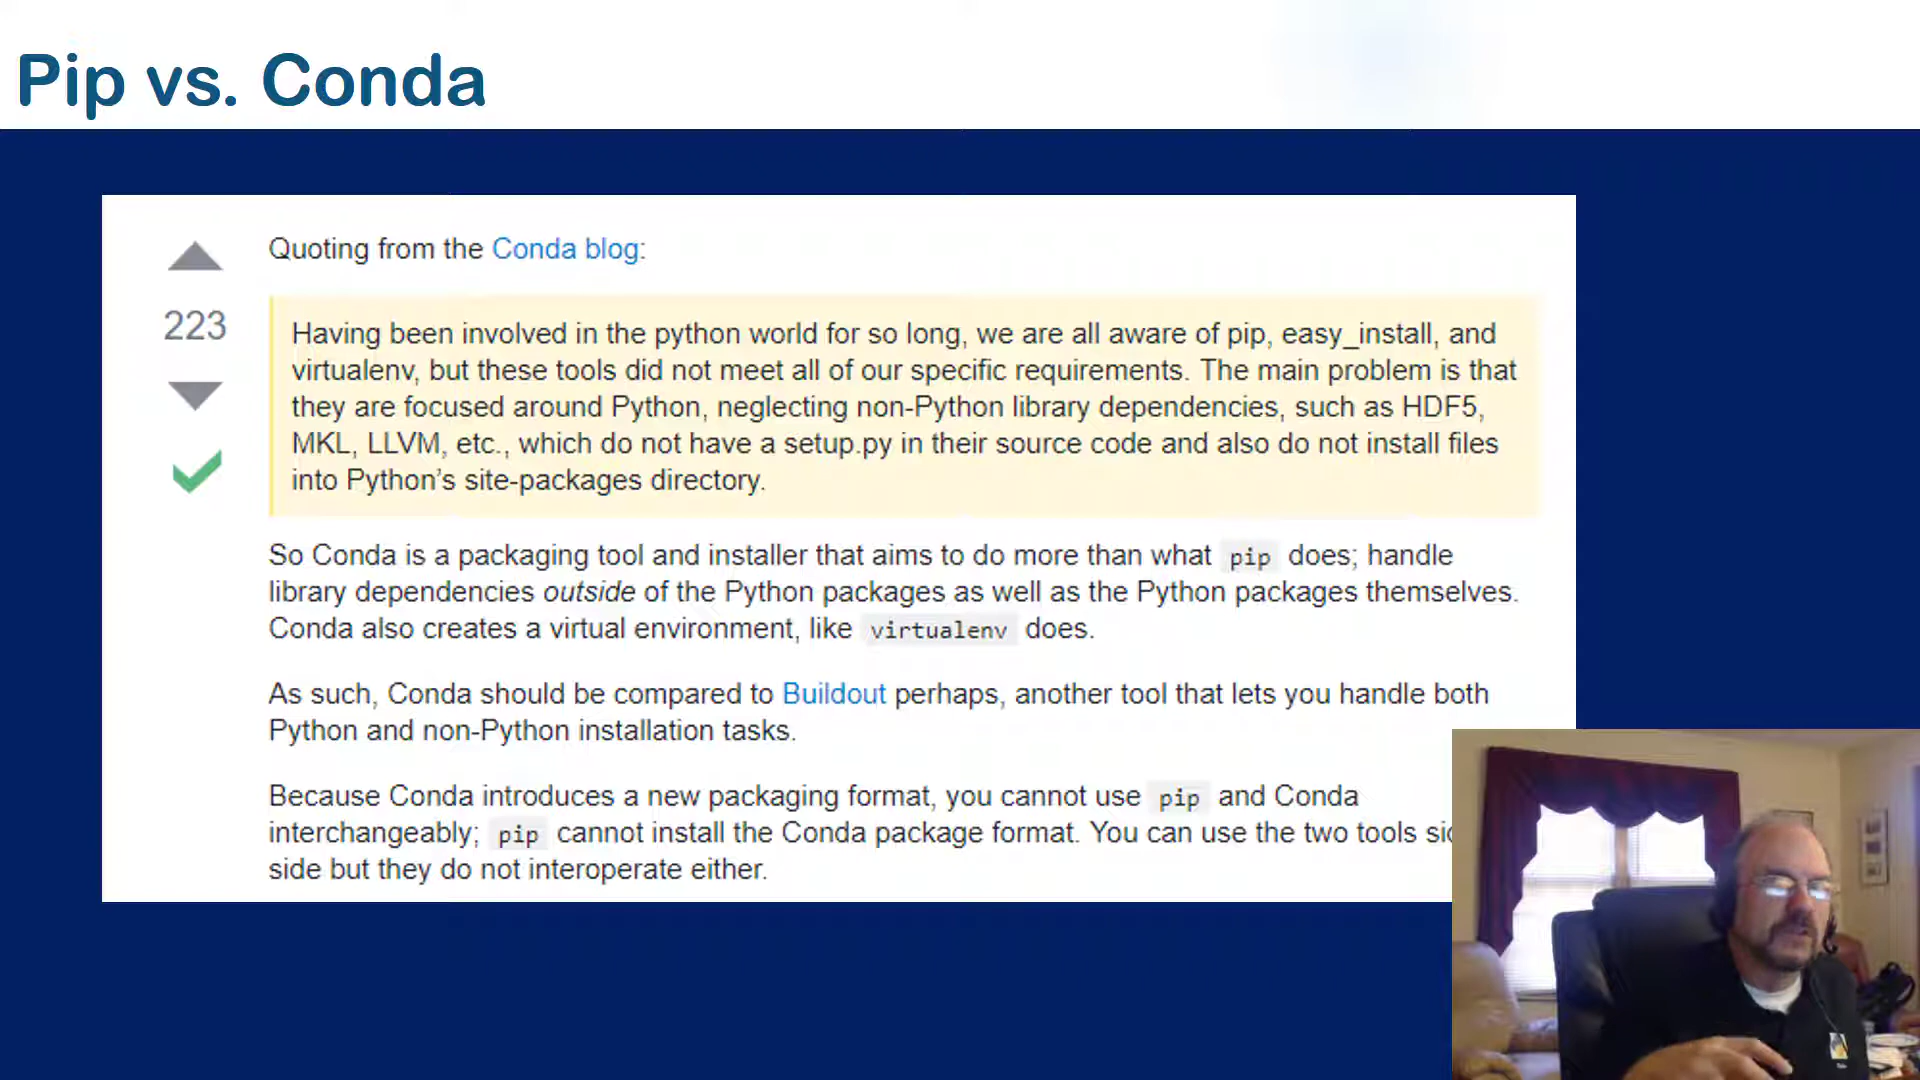 Pip vs. Conda
Quoting from the Conda blog:
223
Having been involved in the python world for so long, we are all aware of pip, easy_install, and
virtualenv, but these tools did not meet all of our specific requirements. The main problem is that
they are focused around Python, neglecting non-Python library dependencies, such as HDF5,
MKL, LLVM, etc., which do not have a setup.py in their source code and also do not install files
into Python’s site-packages directory.
So Conda is a packaging tool and installer that aims to do more than what pip does; handle
library dependencies outside of the Python packages as well as the Python packages themselves.
Conda also creates a virtual environment, like virtualenv does.
As such, Conda should be compared to Buildout perhaps, another tool that lets you handle both
Python and non-Python installation tasks.
Because Conda introduces a new packaging format, you cannot use pip and Conda
interchangeably; pip cannot install the Conda package format. You can use the two tools
side but they do not interoperate either.